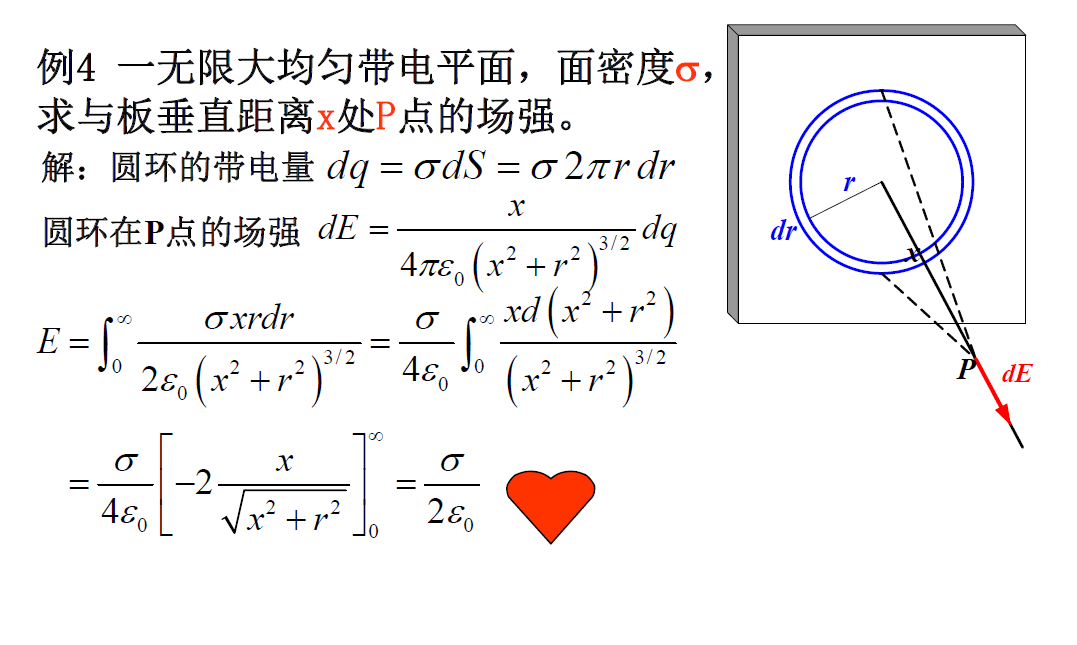 例4 一无限大均匀带电平面，面密度σ，
求与板垂直距离x处P点的场强。
解：圆环的带电量 dq = σdS = σ2πr dr
圆环在P点的场强 dE = x / (4πε₀(x² + r²)^{3/2}) dq
E = ∫₀^∞ σxrdr / (2ε₀(x² + r²)^{3/2}) = σ/(4ε₀) ∫₀^∞ xd(x² + r²) / (x² + r²)^{3/2}
= σ/(4ε₀) [−2 x/√(x² + r²)]₀^∞ = σ/(2ε₀)
r
dr
x
P
dE